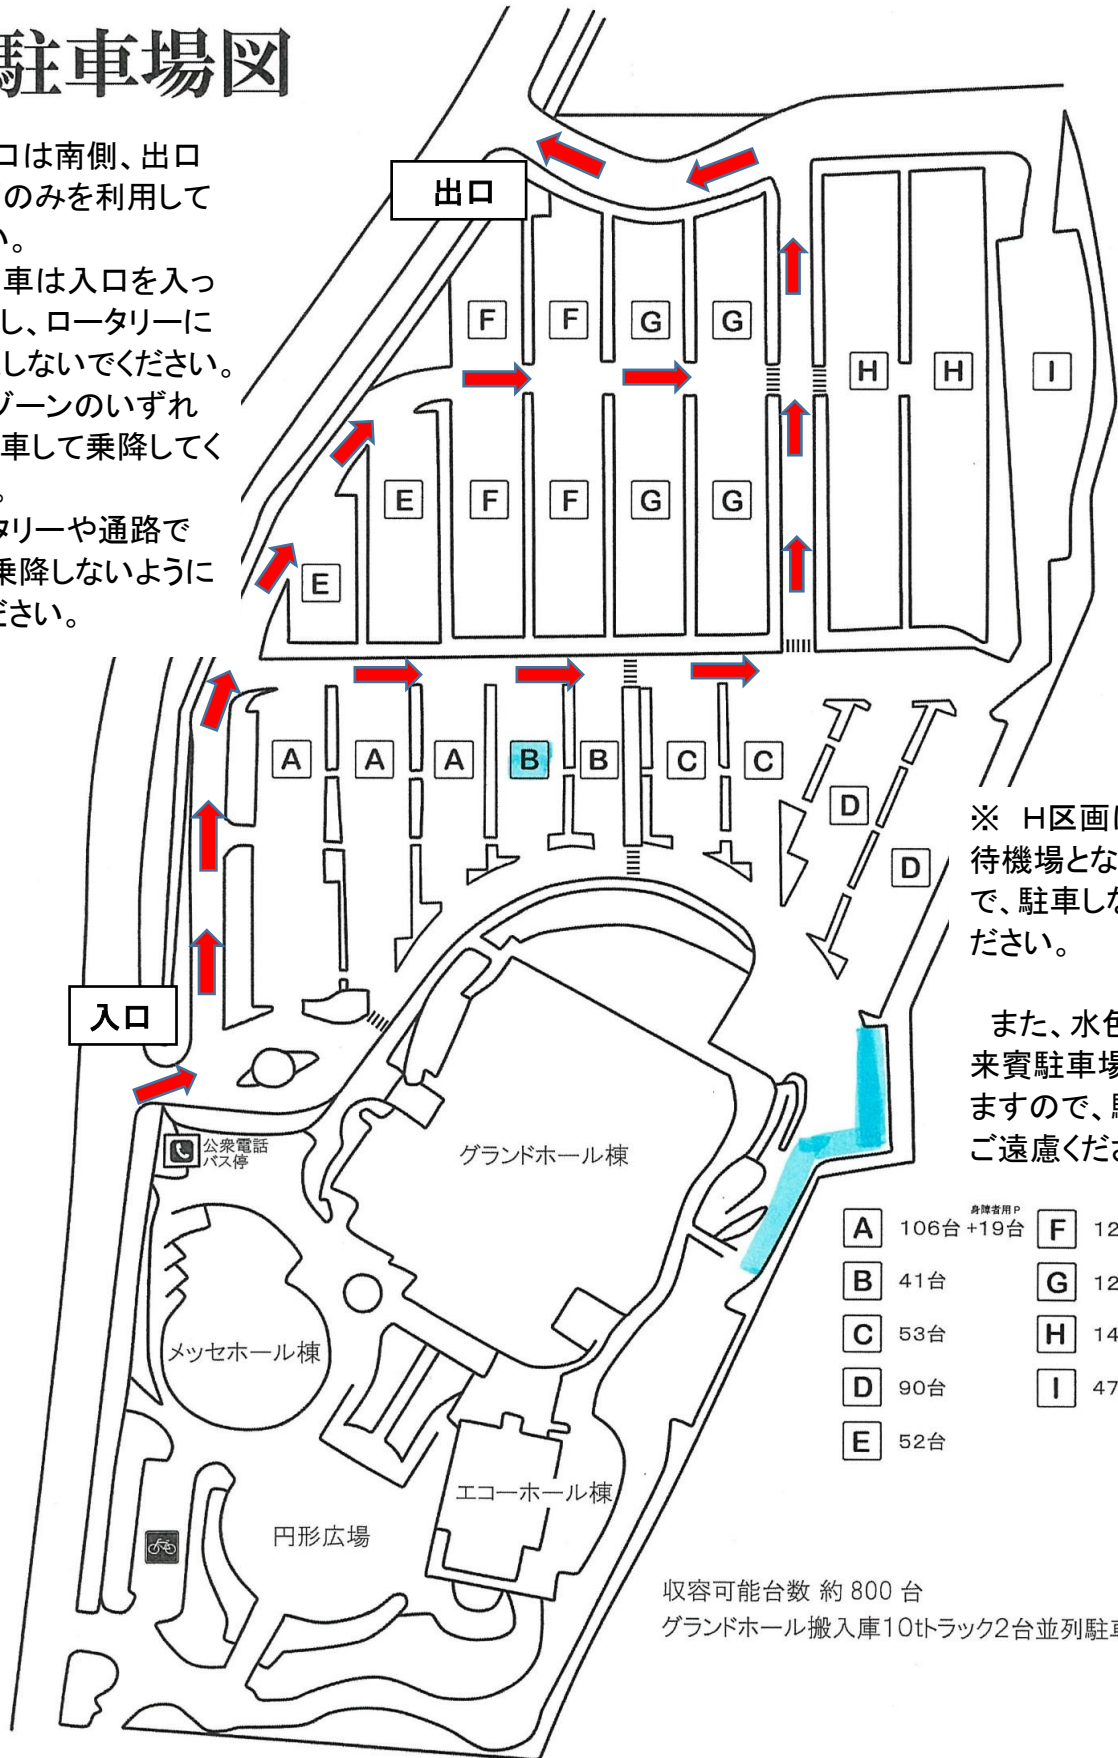 駐車場図
口は南側、出口
のみを利用して
い。
車は入口を入っ
し、ロータリーに
しないでください。
ゾーンのいずれ
車して乗降してく
。
タリーや通路で
乗降しないように
ださい。
出口
F F G G
H H I
E F F G G
E
A A A B B C C
D
D
※ H区画は
待機場とな
で、駐車しな
ださい。
入口
また、水色
来賓駐車場
ますので、駐
ご遠慮くださ
公衆電話
バス停
グランドホール棟
メッセホール棟
エコーホール棟
円形広場
身障者用P
A 106台+19台 F 12
B 41台 G 12
C 53台 H 14
D 90台 I 47
E 52台
収容可能台数 約 800 台
グランドホール搬入庫10tトラック2台並列駐車